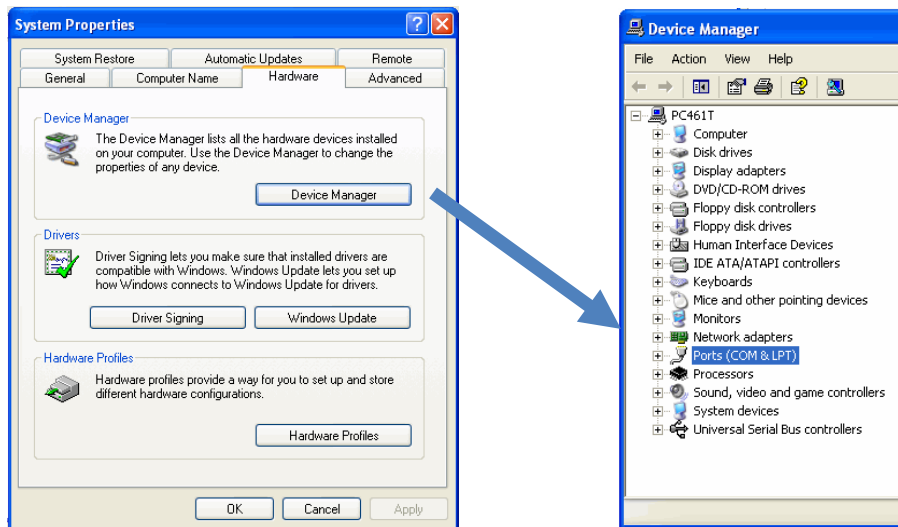 System Properties
System Restore
Automatic Updates
Remote
General
Computer Name
Hardware
Advanced
Device Manager
The Device Manager lists all the hardware devices installed
on your computer. Use the Device Manager to change the
properties of any device.
Device Manager
Drivers
Driver Signing lets you make sure that installed drivers are
compatible with Windows. Windows Update lets you set up
how Windows connects to Windows Update for drivers.
Driver Signing
Windows Update
Hardware Profiles
Hardware profiles provide a way for you to set up and store
different hardware configurations.
Hardware Profiles
OK
Cancel
Apply
Device Manager
File Action View Help
PC461T
Computer
Disk drives
Display adapters
DVD/CD-ROM drives
Floppy disk controllers
Floppy disk drives
Human Interface Devices
IDE ATA/ATAPI controllers
Keyboards
Mice and other pointing devices
Monitors
Network adapters
Ports (COM & LPT)
Processors
Sound, video and game controllers
System devices
Universal Serial Bus controllers